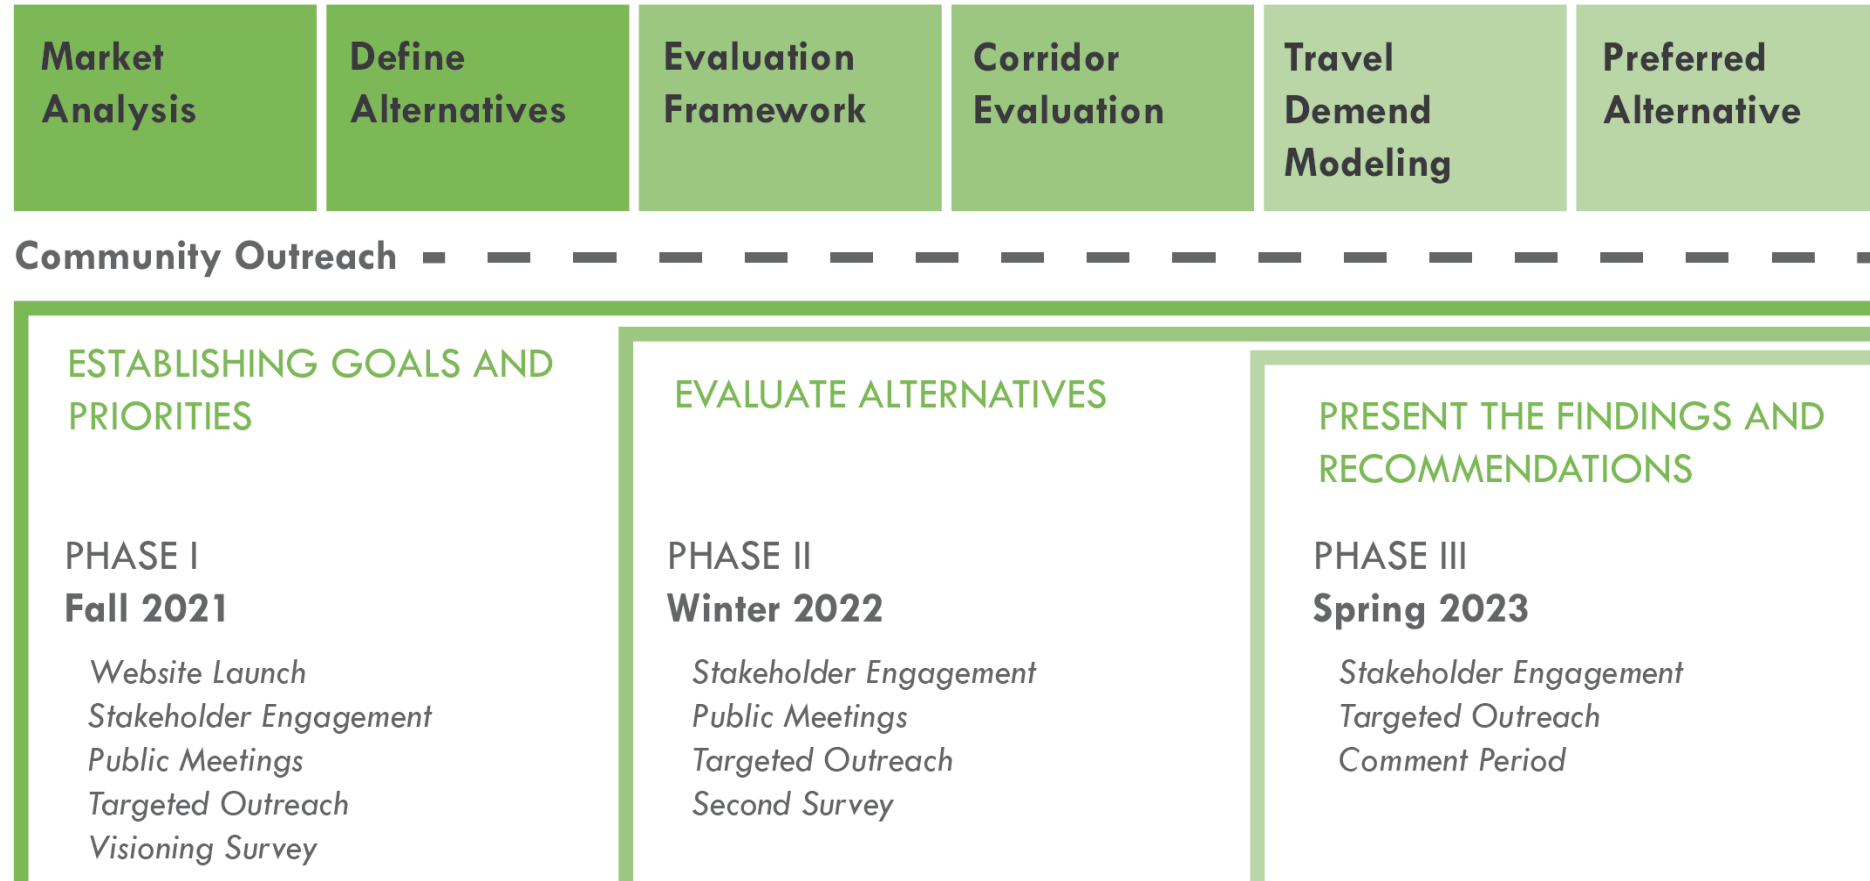 Market
Analysis
Define
Alternatives
Evaluation
Framework
Corridor
Evaluation
Travel
Demend
Modeling
Preferred
Alternative
Community Outreach
ESTABLISHING GOALS AND
PRIORITIES
PHASE I
Fall 2021
Website Launch
Stakeholder Engagement
Public Meetings
Targeted Outreach
Visioning Survey
EVALUATE ALTERNATIVES
PHASE II
Winter 2022
Stakeholder Engagement
Public Meetings
Targeted Outreach
Second Survey
PRESENT THE FINDINGS AND
RECOMMENDATIONS
PHASE III
Spring 2023
Stakeholder Engagement
Targeted Outreach
Comment Period